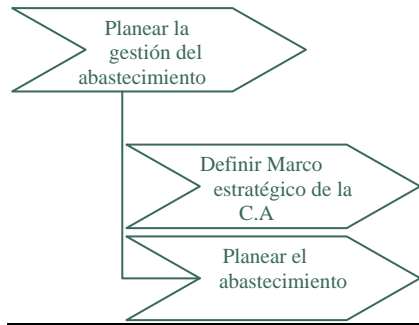 Planear la
gestión del
abastecimiento
Definir Marco
estratégico de la
C.A
Planear el
abastecimiento